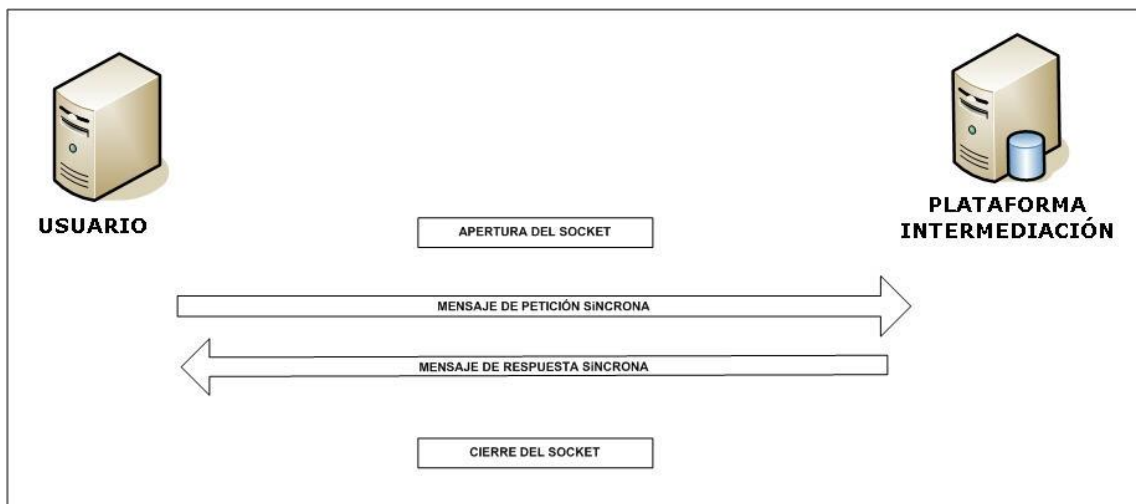 USUARIO
PLATAFORMA
INTERMEDIACIÓN
APERTURA DEL SOCKET
MENSAJE DE PETICIÓN SíNCRONA
MENSAJE DE RESPUESTA SíNCRONA
CIERRE DEL SOCKET